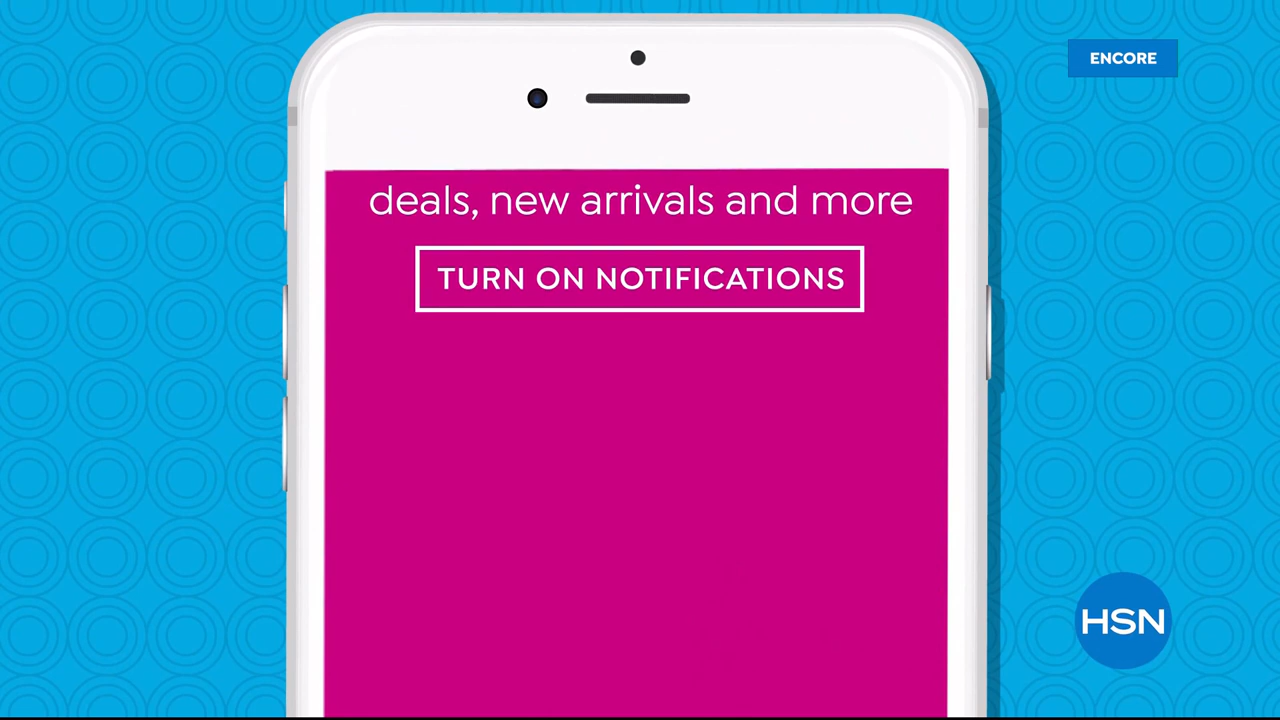 ENCORE
deals, new arrivals and more
TURN ON NOTIFICATIONS
HSN